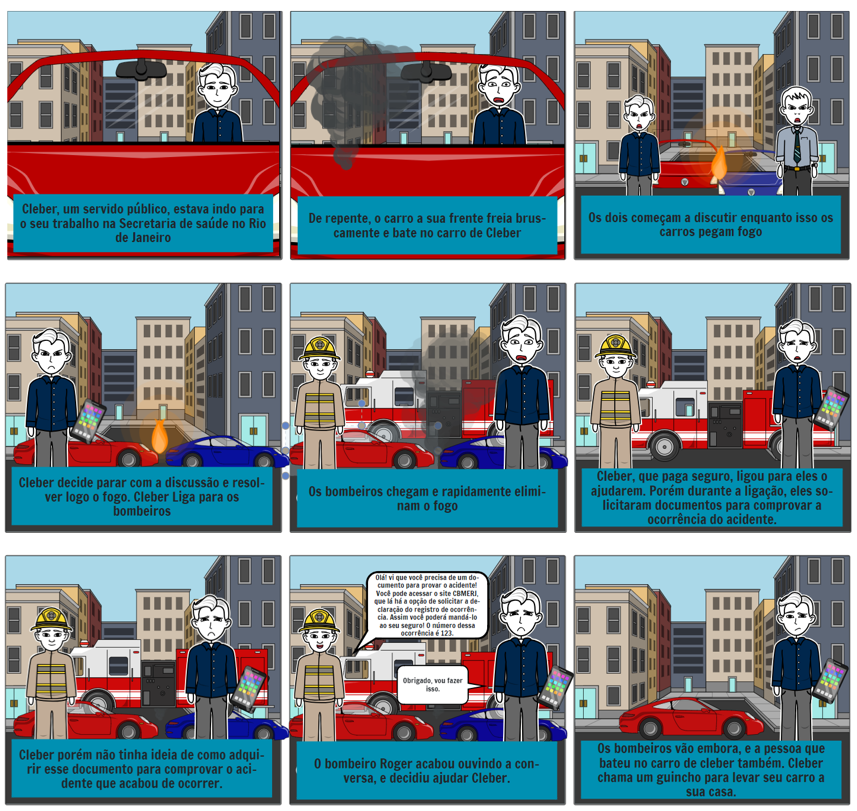 Cleber, um servido público, estava indo para
o seu trabalho na Secretaria de saúde no Rio
de Janeiro
De repente, o carro a sua frente freia brus-
camente e bate no carro de Cleber
Os dois começam a discutir enquanto isso os
carros pegam fogo
Cleber decide parar com a discussão e resol-
ver logo o fogo. Cleber Liga para os
bombeiros
Os bombeiros chegam e rapidamente elimi-
nam o fogo
Cleber, que paga seguro, ligou para eles o
ajudarem. Porém durante a ligação, eles so-
licitaram documentos para comprovar a
ocorrência do acidente.
Cleber porém não tinha ideia de como adqui-
rir esse documento para comprovar o aci-
dente que acabou de ocorrer.
Olá! vi que você precisa de um do-
cumento para provar o acidente!
Você pode acessar o site CBMERJ,
que lá há a opção de solicitar a de-
claração do registro de ocorrên-
cia. Assim você poderá mandá-lo
ao seu seguro! O número dessa
ocorrência é 123.
Obrigado, vou fazer
isso.
O bombeiro Roger acabou ouvindo a con-
versa, e decidiu ajudar Cleber.
Os bombeiros vão embora, e a pessoa que
bateu no carro de cleber também. Cleber
chama um guincho para levar seu carro a
sua casa.